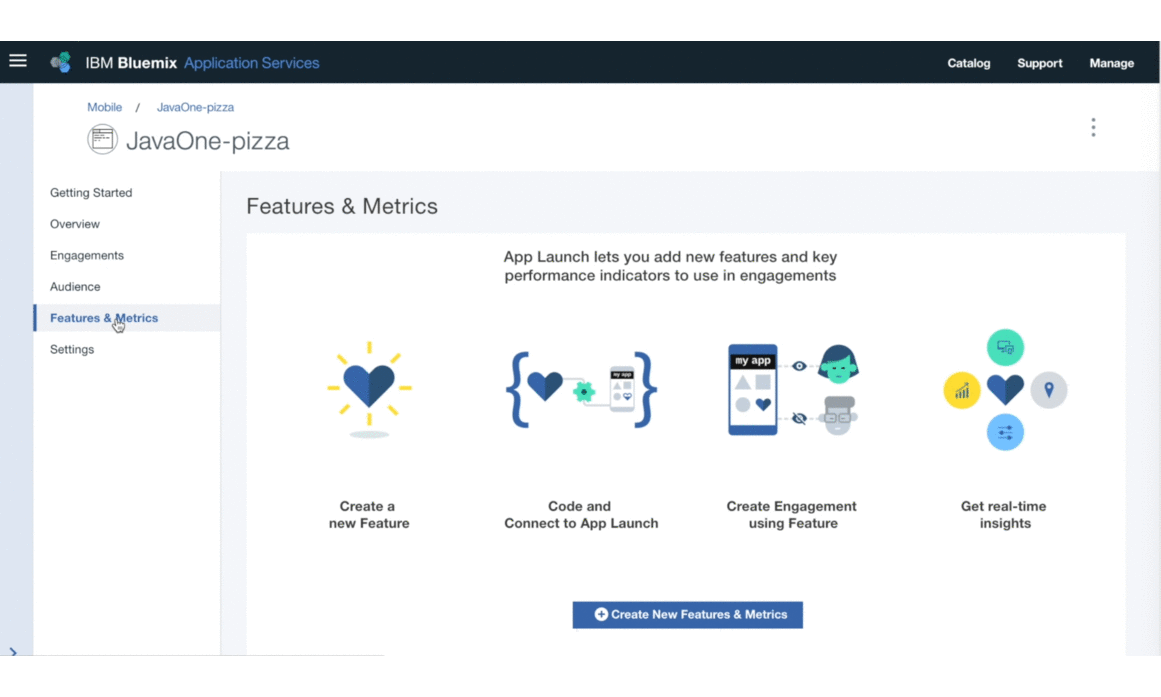 IBM Bluemix Application Services
Catalog Support Manage
Mobile / JavaOne-pizza
JavaOne-pizza
Getting Started
Overview
Engagements
Audience
Features & Metrics
Settings
Features & Metrics
App Launch lets you add new features and key
performance indicators to use in engagements
my app
my app
Create a
new Feature
Code and
Connect to App Launch
Create Engagement
using Feature
Get real-time
insights
Create New Features & Metrics